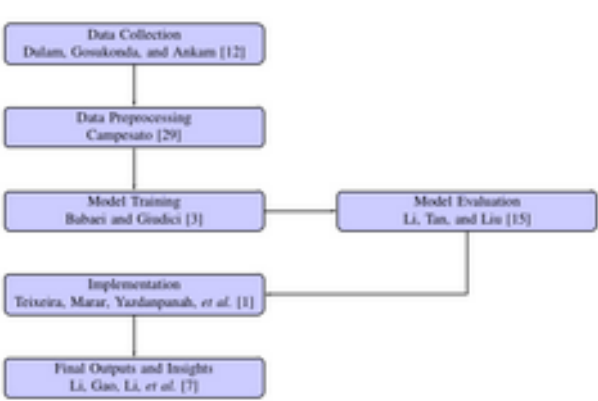 Data Collection
Dulam, Gosukonda, and Ankam [12]
Data Preprocessing
Campesato [29]
Model Training
Babaei and Giudici [3]
Model Evaluation
Li, Tan, and Liu [15]
Implementation
Teixeira, Marar, Yazdanpanah, et al. [1]
Final Outputs and Insights
Li, Gao, Li, et al. [7]